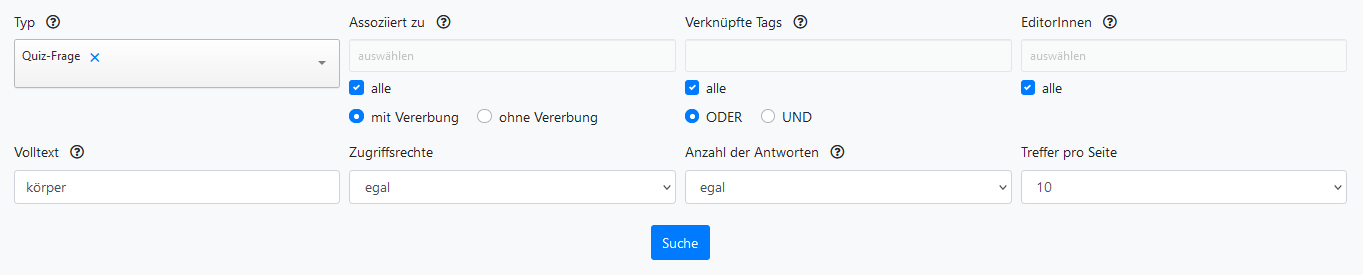 Typ ? Assoziiert zu ? Verknüpfte Tags ? EditorInnen ?
Quiz-Frage × auswählen auswählen
alle alle alle
mit Vererbung ohne Vererbung ODER UND
Volltext ? Zugriffsrechte Anzahl der Antworten ? Treffer pro Seite
körper egal egal 10
Suche